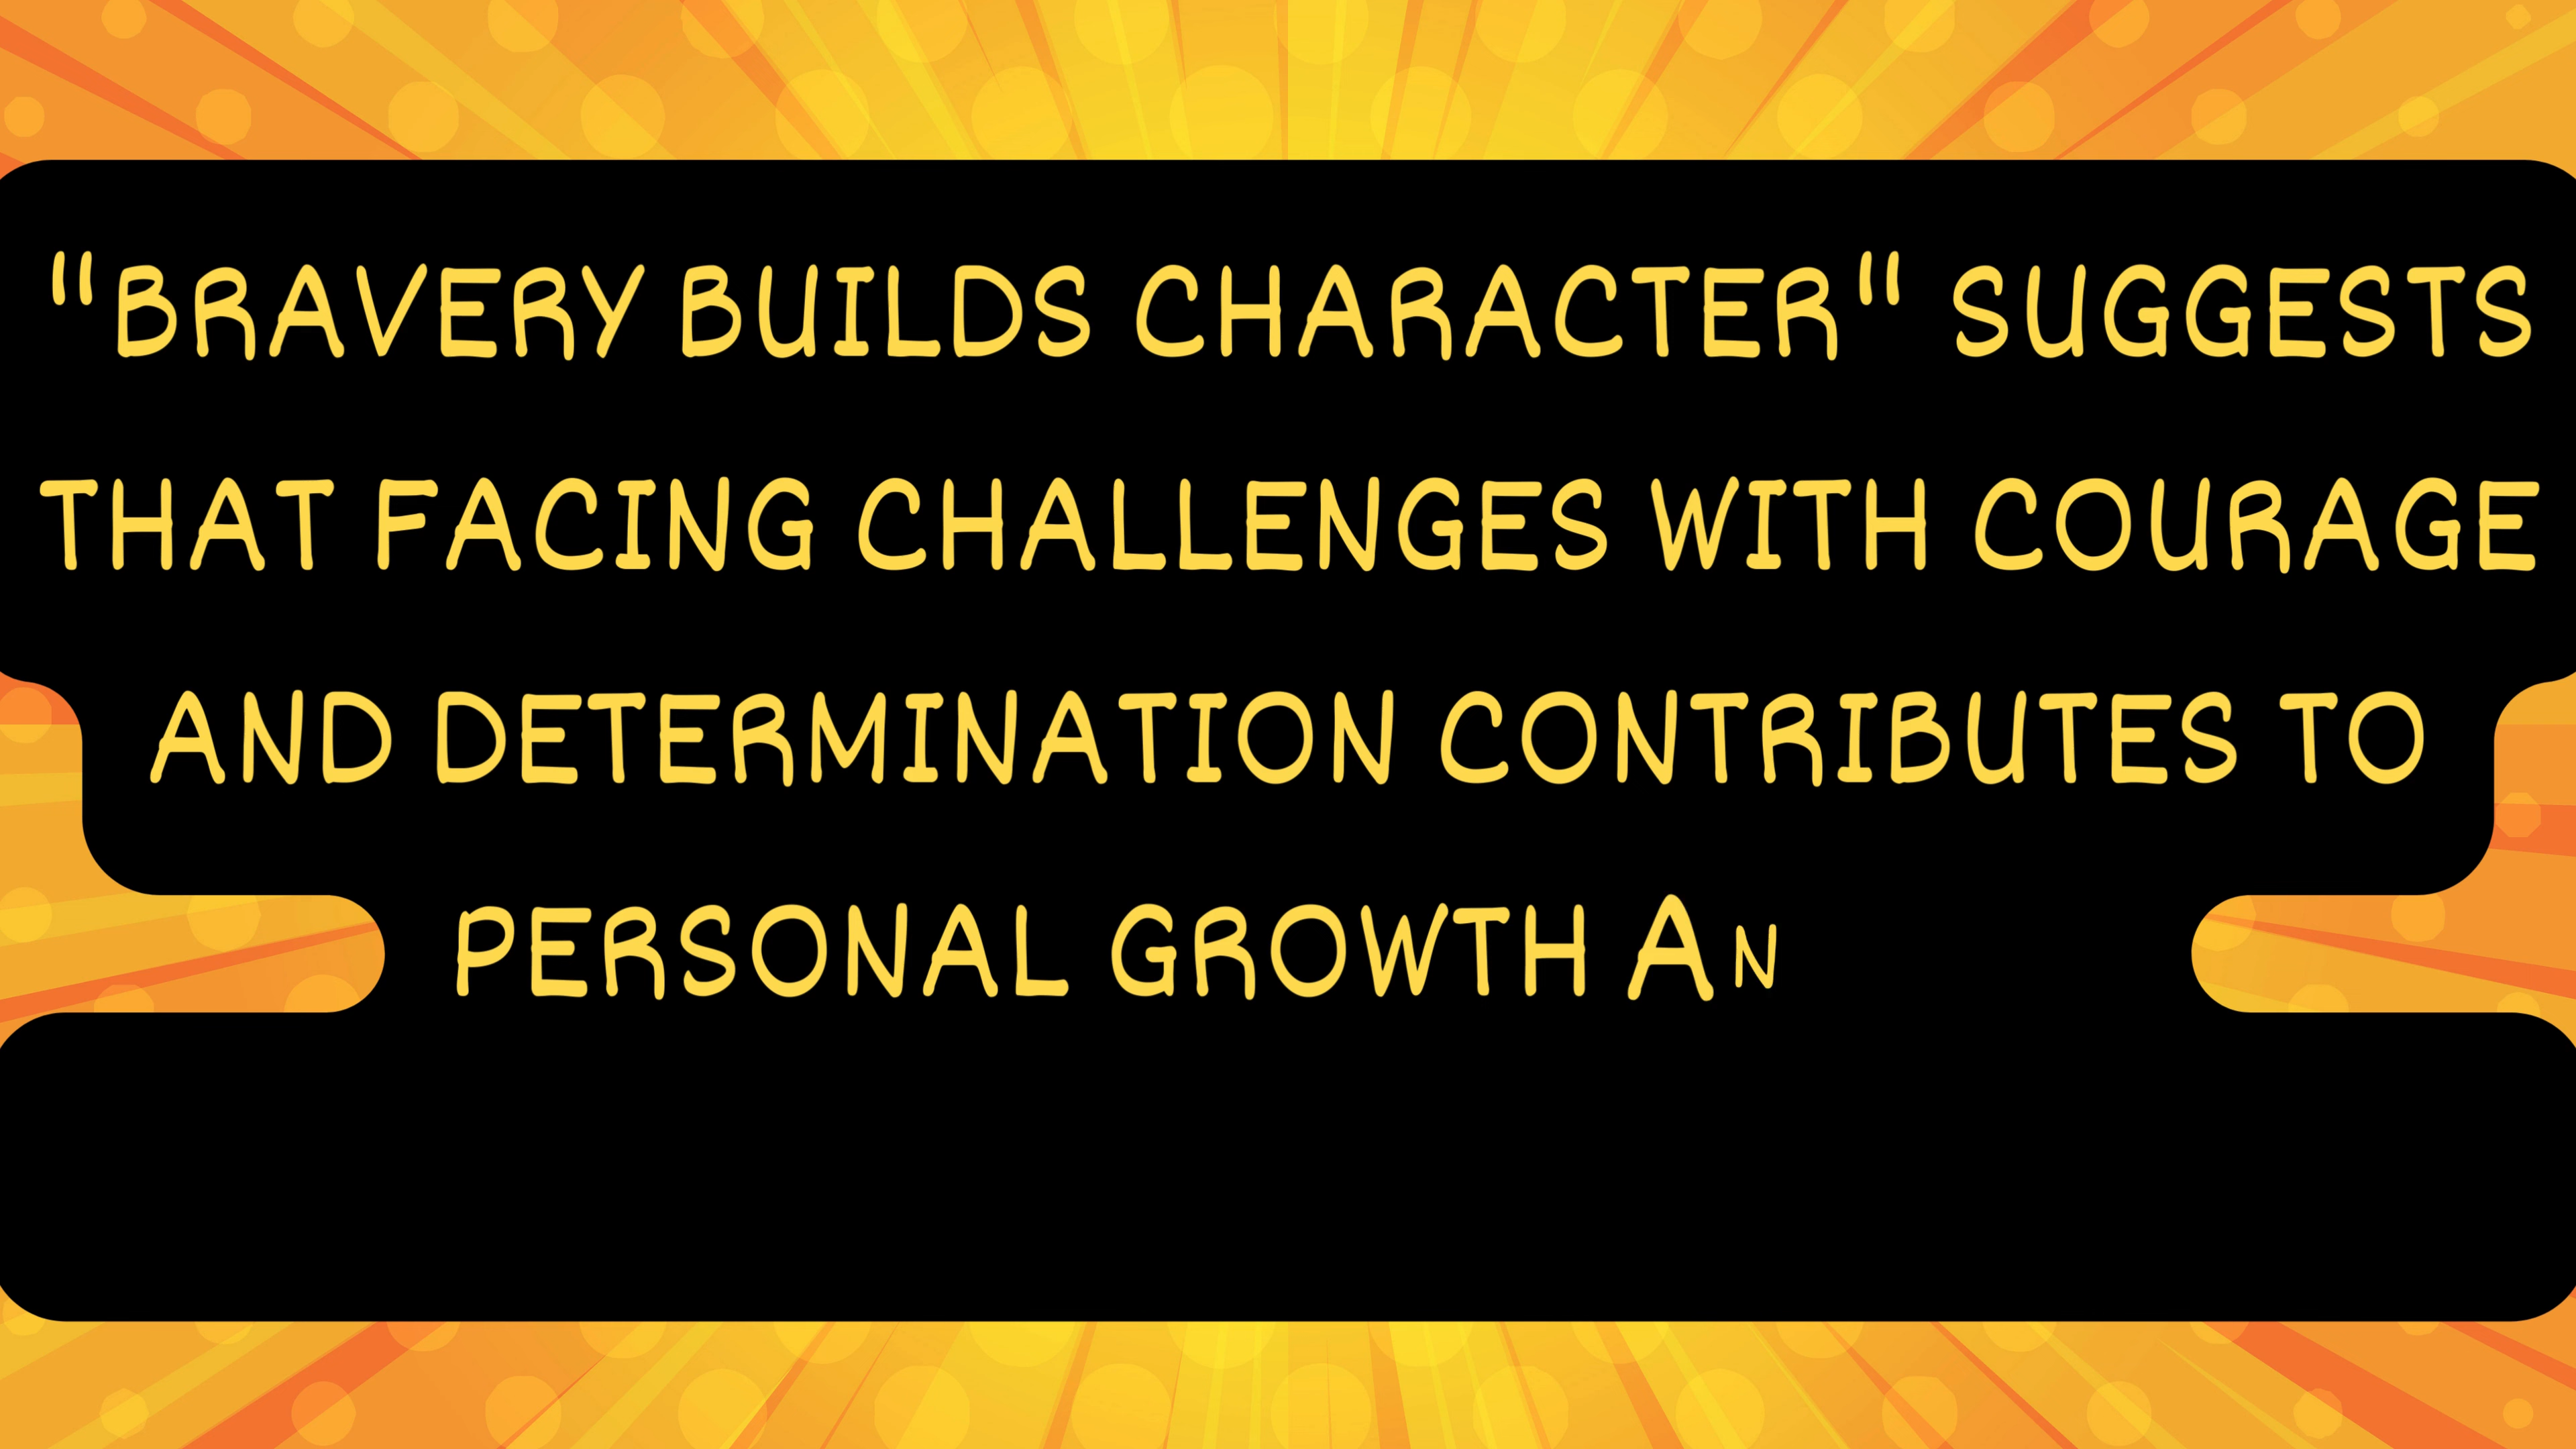 "BRAVERY BUILDS CHARACTER" SUGGESTS
THAT FACING CHALLENGES WITH COURAGE
AND DETERMINATION CONTRIBUTES TO
PERSONAL GROWTH AN